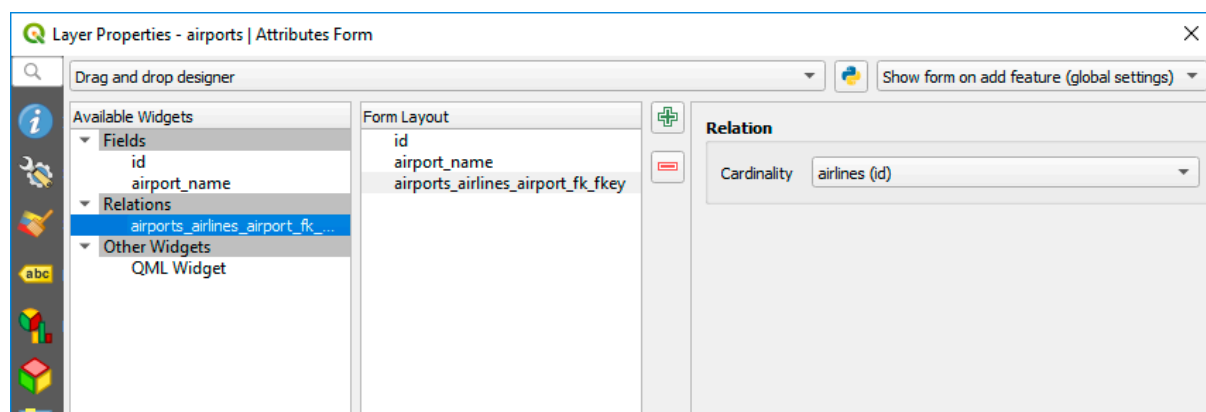 Layer Properties - airports | Attributes Form
Drag and drop designer
Show form on add feature (global settings)
Available Widgets
Fields
id
airport_name
Relations
airports_airlines_airport_fk_...
Other Widgets
QML Widget
Form Layout
id
airport_name
airports_airlines_airport_fk_fkey
Relation
Cardinality airlines (id)
abc